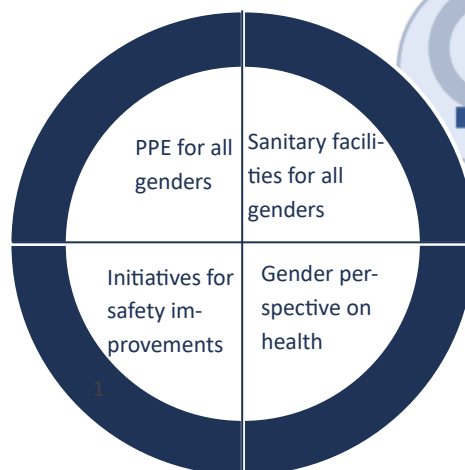 PPE for all
genders
Sanitary facili-
ties for all
genders
Initiatives for
safety im-
provements
Gender per-
spective on
health
1